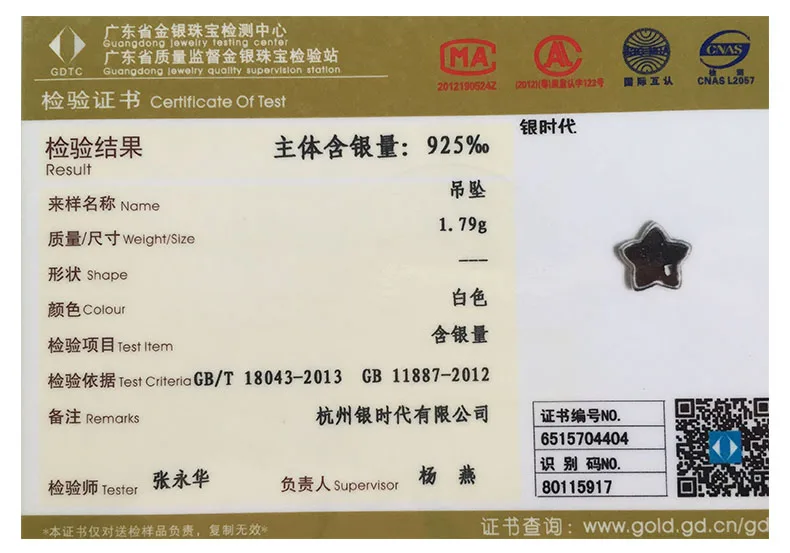 广东省金银珠宝检测中心
Guangdong jewelry testing center
广东省质量监督金银珠宝检验站
Guangdong jewelry quality supervision station
GDTC
检验证书 Certificate Of Test
MA
2012190524Z
国际互认
CNAS
检测
CNAS L2057
银时代
检验结果 主体含银量: 925‰
Result
来样名称 Name 吊坠
质量/尺寸 Weight/Size 1.79g
形状 Shape ---
颜色 Colour 白色
检验项目 Test Item 含银量
检验依据 Test Criteria GB/T 18043-2013 GB 11887-2012
备注 Remarks 杭州银时代有限公司
检验师 Tester 张永华 负责人 Supervisor 杨 燕
证书编号NO.
6515704404
识 别 码NO.
80115917
*本证书仅对送检样品负责，复制无效*
证书查询：www.gold.gd.cn/gd